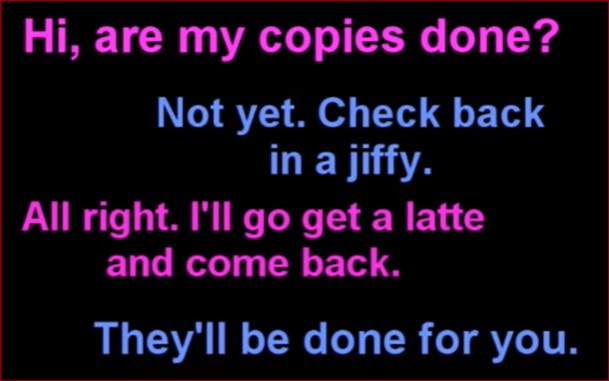 Hi, are my copies done?
Not yet. Check back
in a jiffy.
All right. I'll go get a latte
and come back.
They'll be done for you.